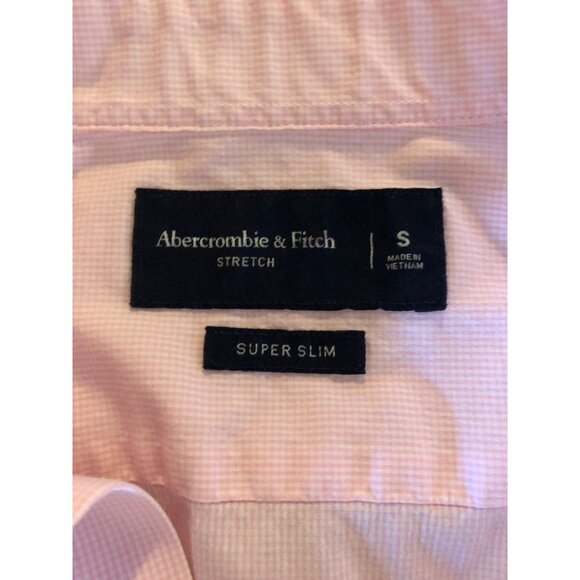 Abercrombie & Fitch
STRETCH
S
MADE IN
VIETNAM
SUPER SLIM